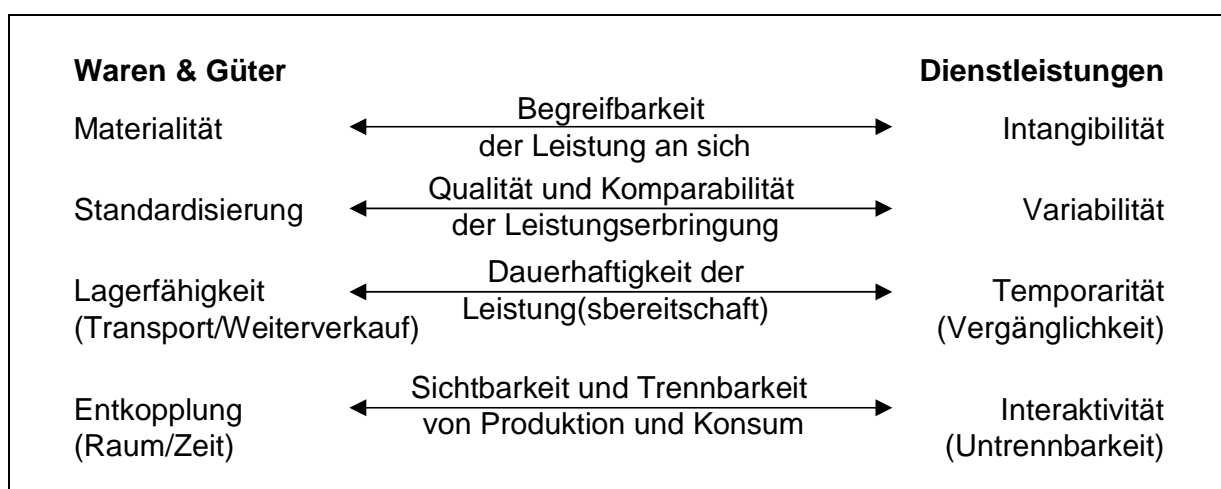 Waren & Güter Dienstleistungen
Materialität Begreifbarkeit Intangibilität
der Leistung an sich
Standardisierung Qualität und Komparabilität Variabilität
der Leistungserbringung
Lagerfähigkeit Dauerhaftigkeit der Temporarität
(Transport/Weiterverkauf) Leistung(sbereitschaft) (Vergänglichkeit)
Entkopplung Sichtbarkeit und Trennbarkeit Interaktivität
(Raum/Zeit) von Produktion und Konsum (Untrennbarkeit)